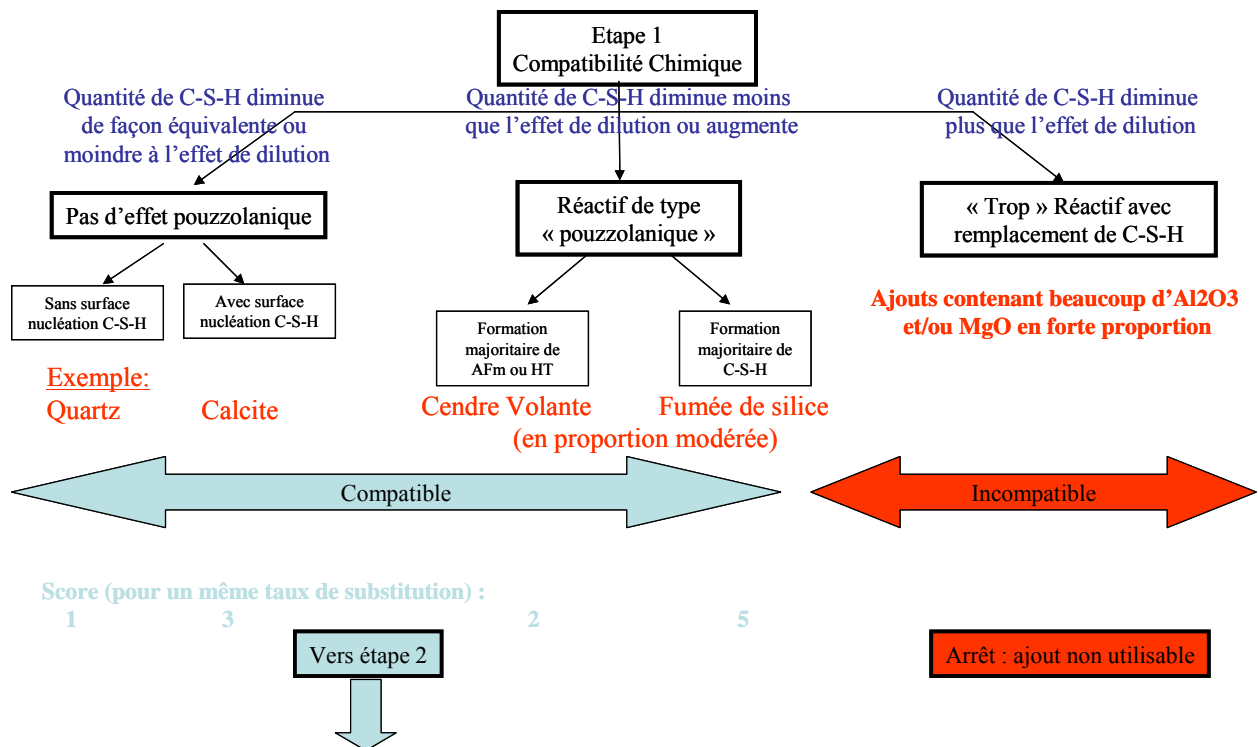 Etape 1
Compatibilité Chimique
Quantité de C-S-H diminue
de façon équivalente ou
moindre à l'effet de dilution
Quantité de C-S-H diminue moins
que l'effet de dilution ou augmente
Quantité de C-S-H diminue
plus que l'effet de dilution
Pas d'effet pouzzolanique
Réactif de type
« pouzzolanique »
« Trop » Réactif avec
remplacement de C-S-H
Sans surface
nucléation C-S-H
Avec surface
nucléation C-S-H
Formation
majoritaire de
AFm ou HT
Formation
majoritaire de
C-S-H
Ajouts contenant beaucoup d'Al2O3
et/ou MgO en forte proportion
Exemple:
Quartz
Calcite
Cendre Volante
Fumée de silice
(en proportion modérée)
Compatible
Incompatible
Score (pour un même taux de substitution) :
1 3 2 5
Vers étape 2
Arrêt : ajout non utilisable